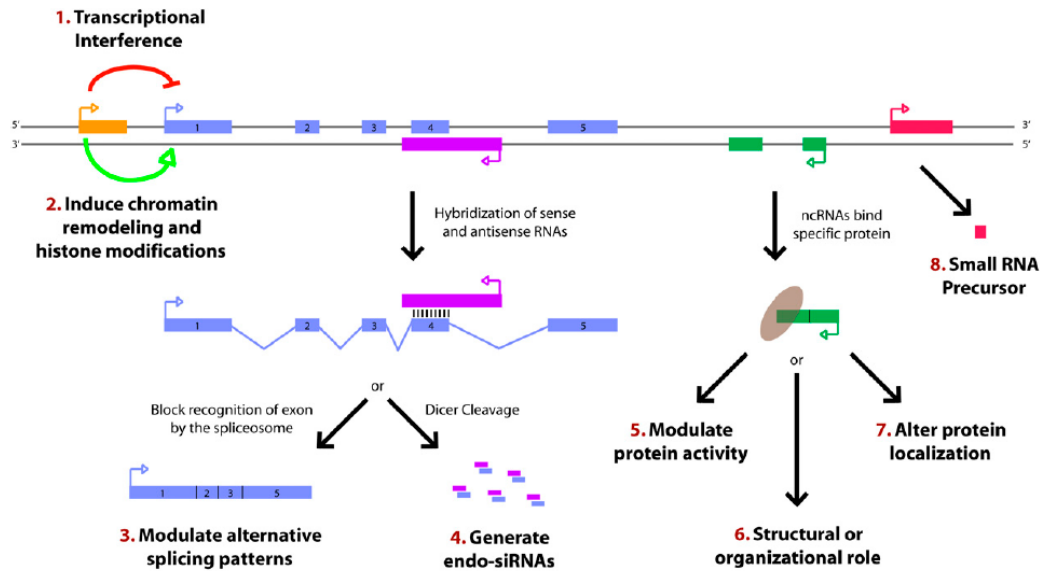 1. Transcriptional
Interference
5'
1
2
3
4
5
3'
3'
5'
2. Induce chromatin
remodeling and
histone modifications
Hybridization of sense
and antisense RNAs
ncRNAs bind
specific protein
8. Small RNA
Precursor
1
2
3
4
5
or
Block recognition of exon
by the spliceosome
Dicer Cleavage
5. Modulate
protein activity
7. Alter protein
localization
1
2
3
5
3. Modulate alternative
splicing patterns
4. Generate
endo-siRNAs
6. Structural or
organizational role
or